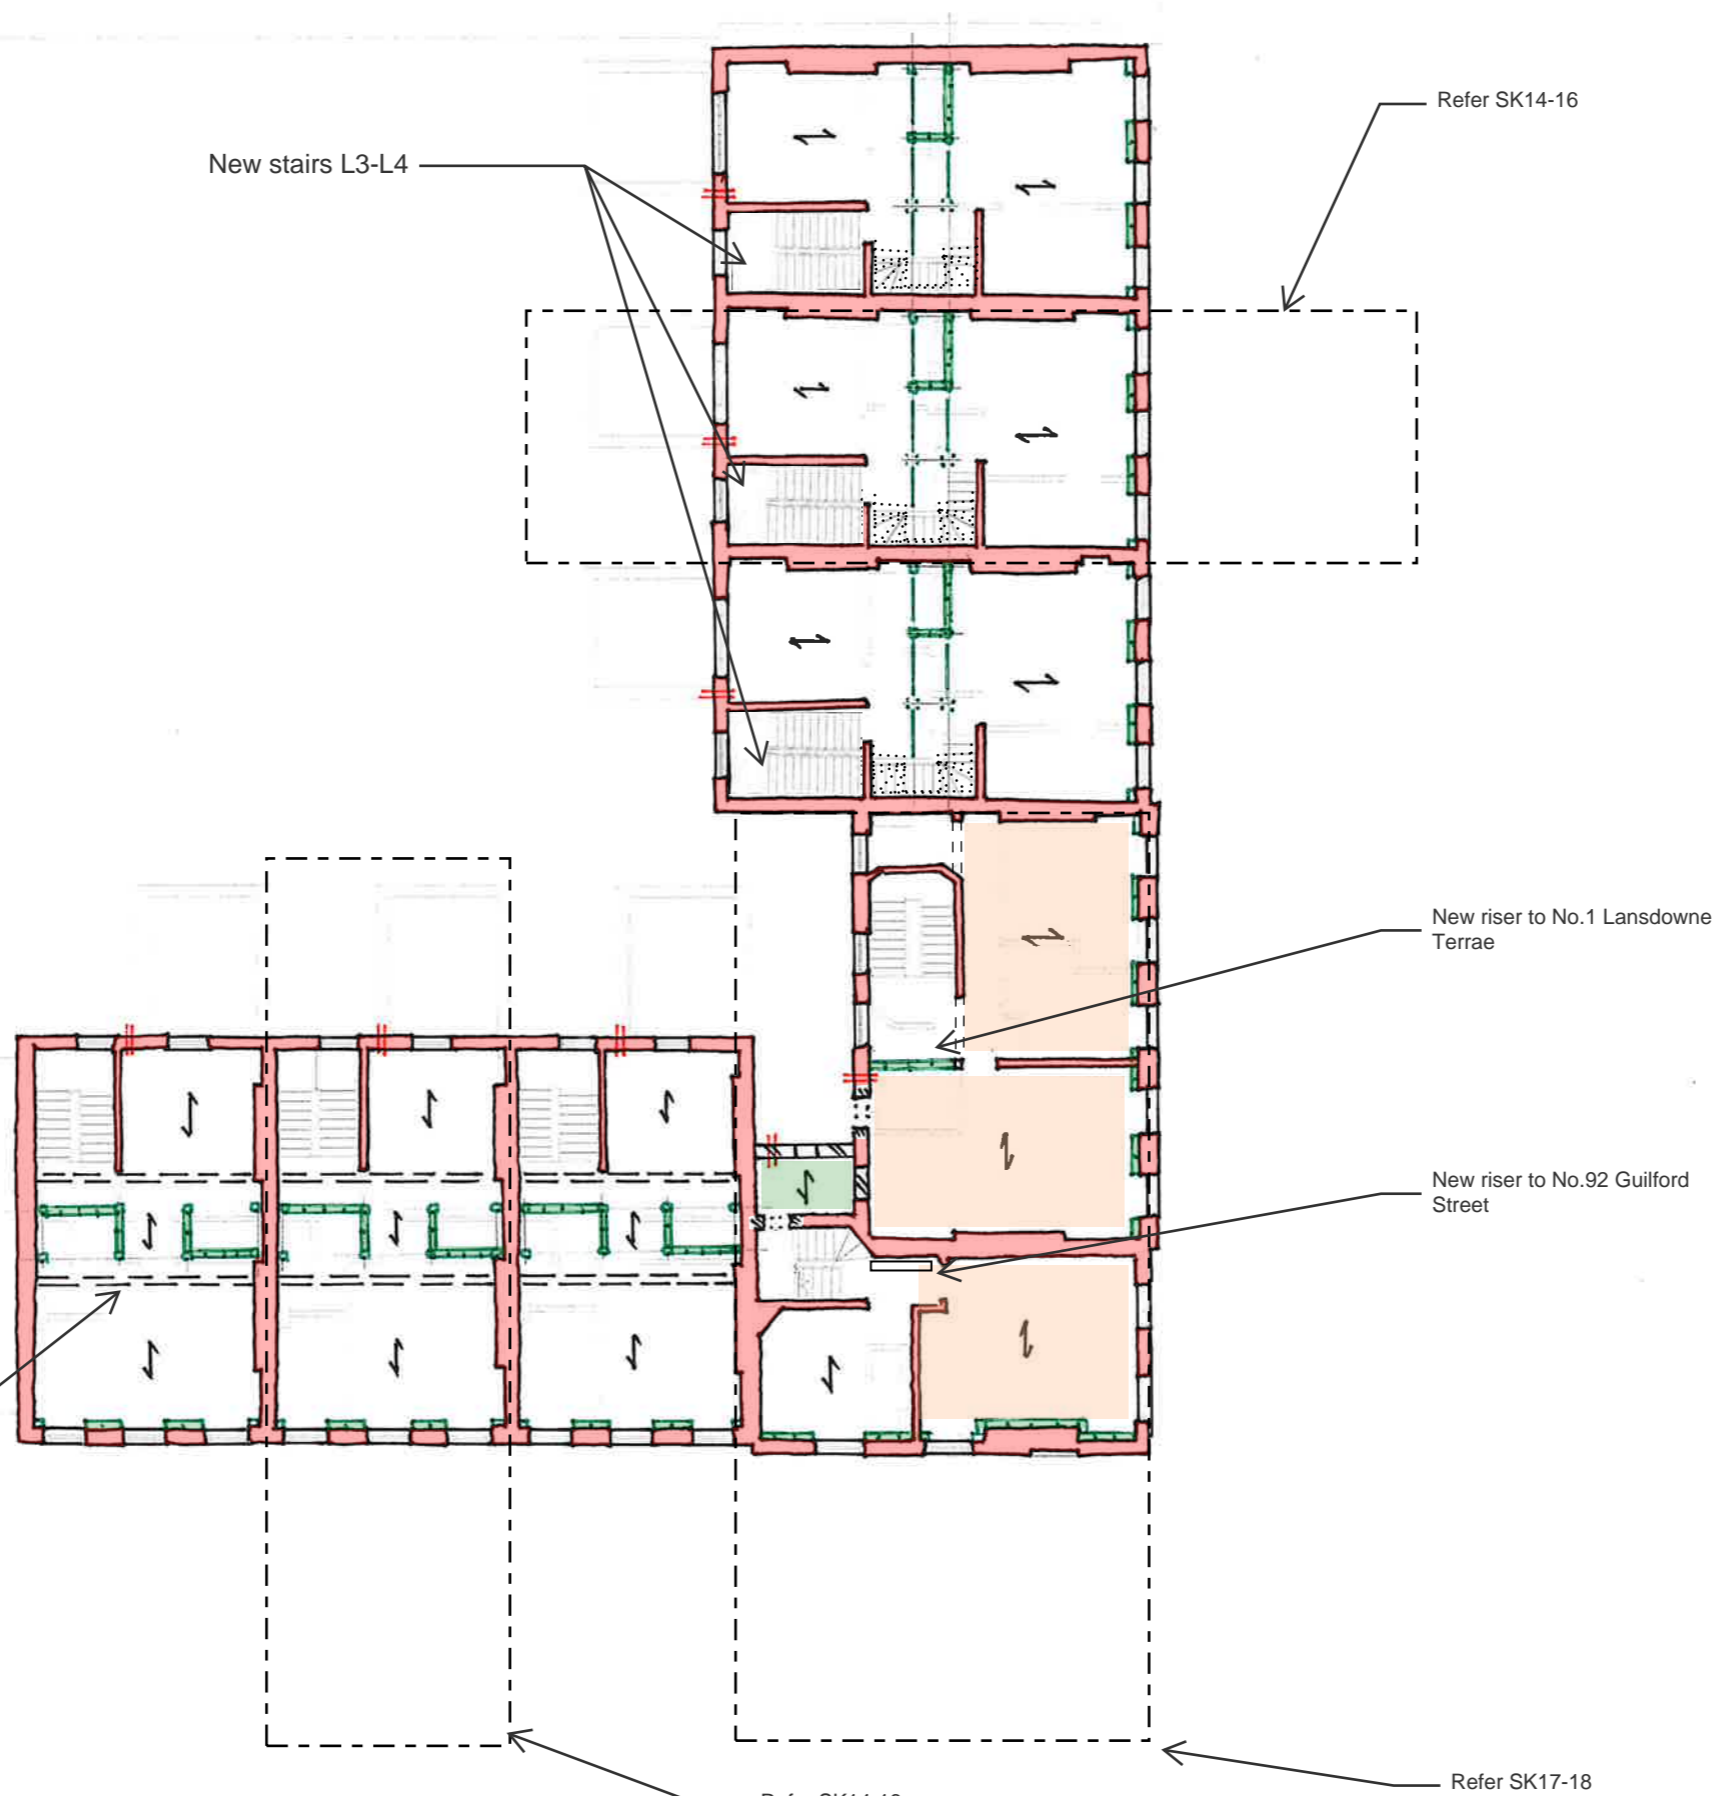 Refer SK14-16
New stairs L3-L4
New riser to No.1 Lansdowne
Terrae
New riser to No.92 Guilford
Street
Refer SK17-18
Refer